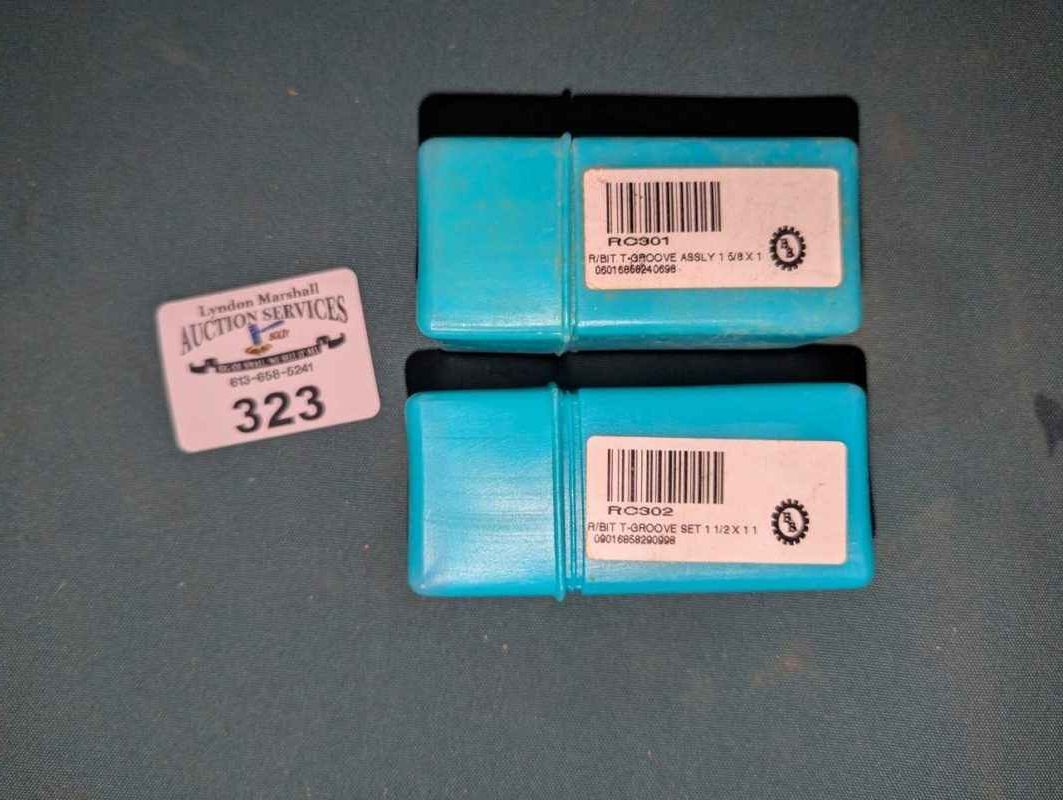 Lyndon Marshall
AUCTION SERVICES
613-658-5241
323
RC301
R/BIT T-GROOVE ASSLY 1 5/8 X 1
RC302
R/BIT T-GROOVE SET 1 1/2 X 1 1
09016858290998